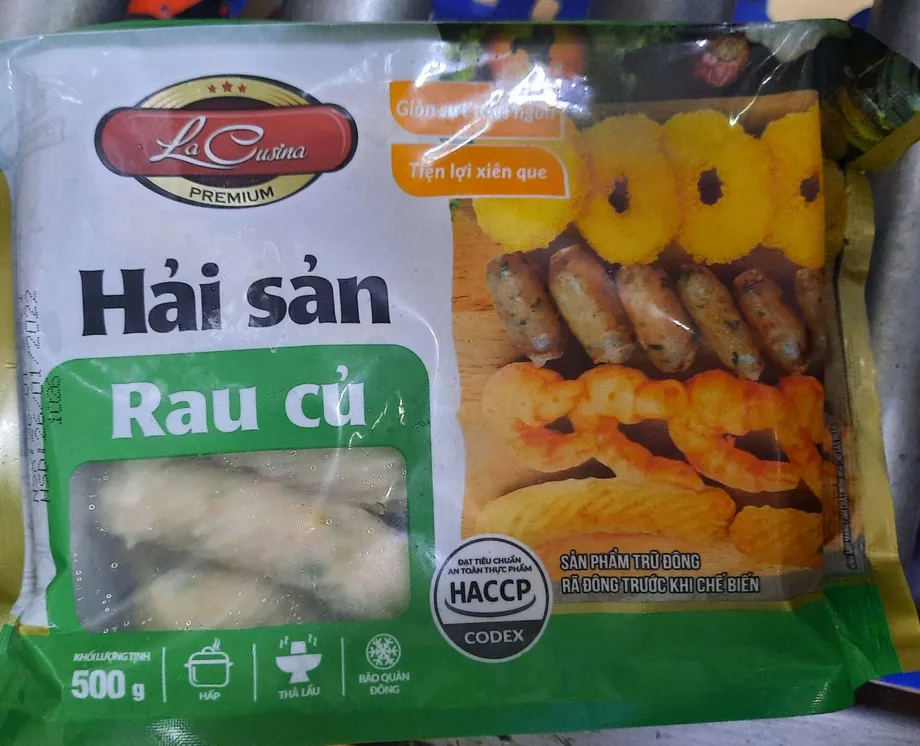 La Cusina
PREMIUM
Giòn
Tiện lợi xiên que
Hải sản
Rau củ
ĐẠT TIÊU CHUẨN
AN TOÀN THỰC PHẨM
HACCP
CODEX
SẢN PHẨM TRỮ ĐÔNG
RÃ ĐÔNG TRƯỚC KHI CHẾ BIẾN
KHỐI LƯỢNG TỊNH
500 g
HẤP
THẢ LẨU
BẢO QUẢN
ĐÔNG